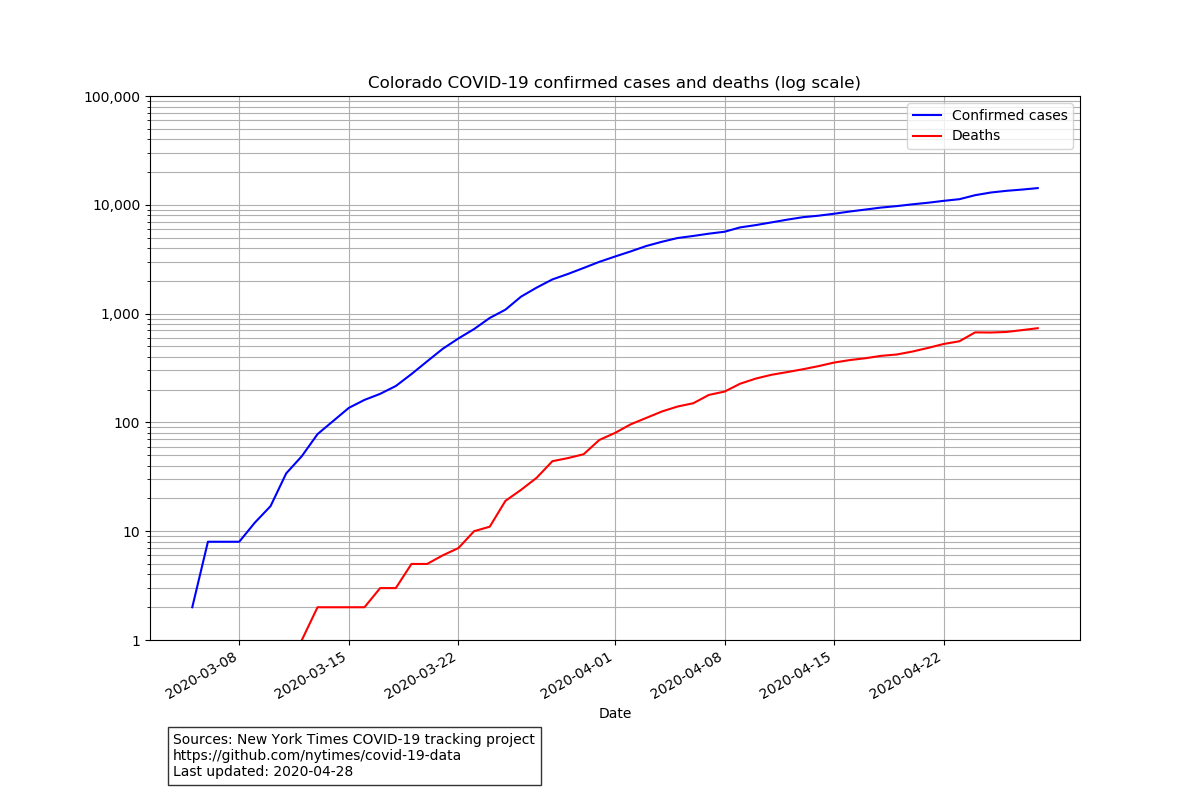 Colorado COVID-19 confirmed cases and deaths (log scale)
100,000
10,000
1,000
100
10
1
Confirmed cases
Deaths
2020-03-08
2020-03-15
2020-03-22
2020-04-01
2020-04-08
2020-04-15
2020-04-22
Date
Sources: New York Times COVID-19 tracking project
https://github.com/nytimes/covid-19-data
Last updated: 2020-04-28